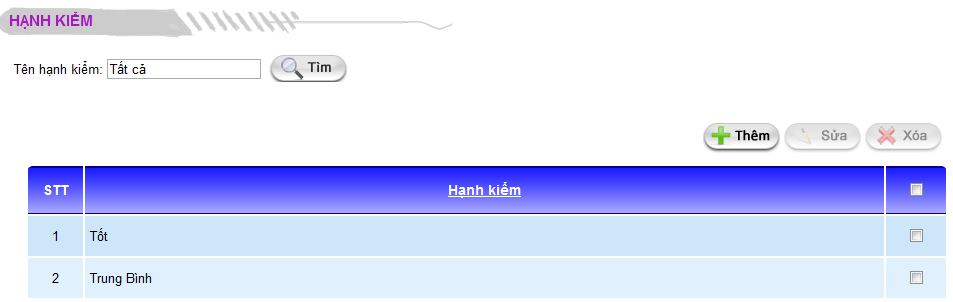 HẠNH KIỂM
Tên hạnh kiểm: Tất cả Tìm
Thêm Sửa Xóa
STT Hạnh kiểm
1 Tốt
2 Trung Bình